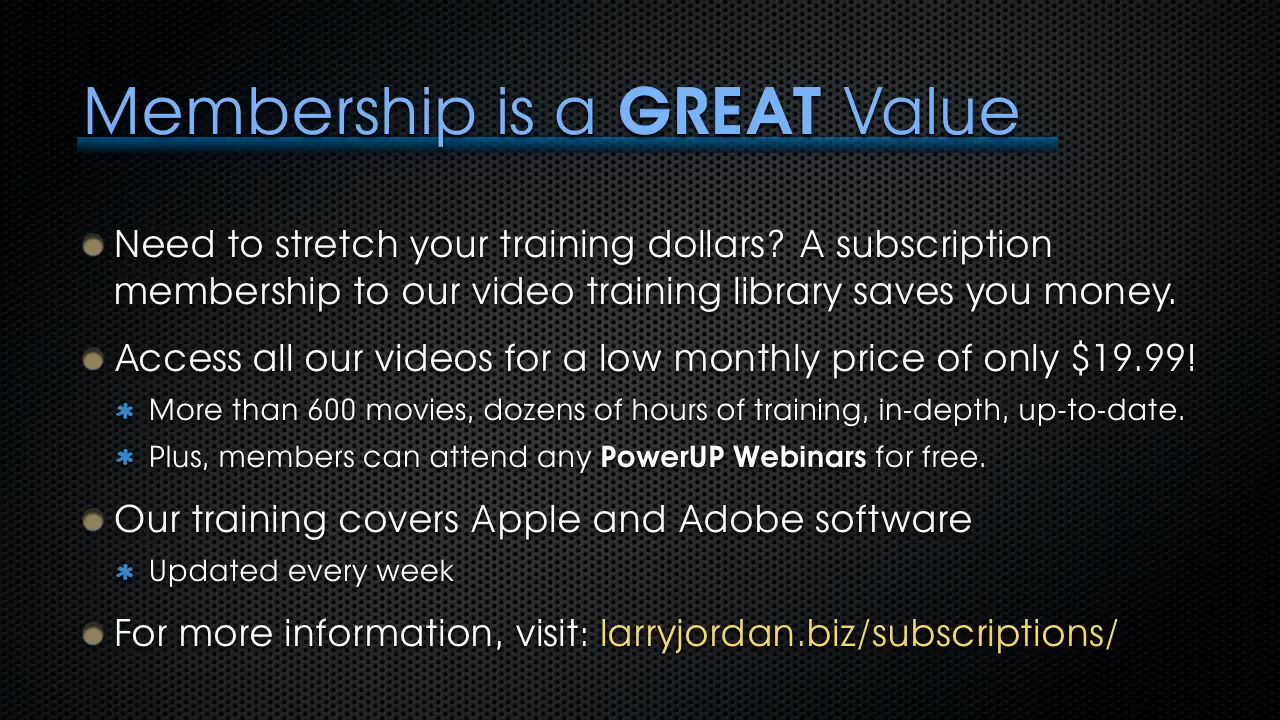 Membership is a GREAT Value
Need to stretch your training dollars? A subscription
membership to our video training library saves you money.
Access all our videos for a low monthly price of only $19.99!
More than 600 movies, dozens of hours of training, in-depth, up-to-date.
Plus, members can attend any PowerUP Webinars for free.
Our training covers Apple and Adobe software
Updated every week
For more information, visit: larryjordan.biz/subscriptions/